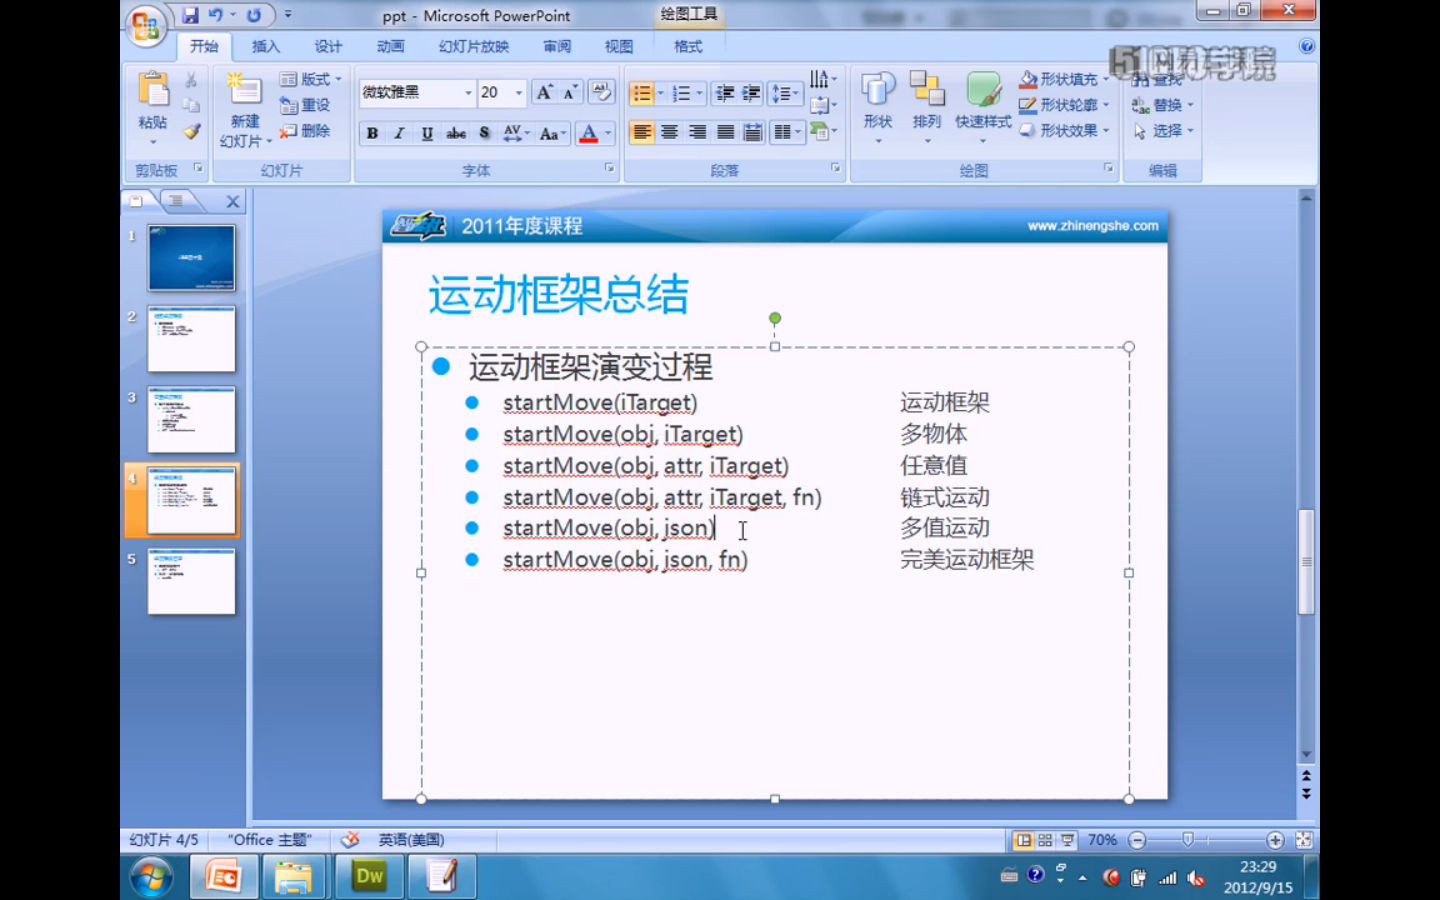 ppt - Microsoft PowerPoint
绘图工具
开始 插入 设计 动画 幻灯片放映 审阅 视图 格式
粘贴
剪贴板
新建
幻灯片
版式
重设
删除
幻灯片
微软雅黑 20
字体
段落
形状
排列
快速样式
形状填充
形状轮廓
形状效果
绘图
查找
替换
选择
编辑
1
2
3
4
5
2011年度课程
www.zhinengshe.com
运动框架总结
运动框架演变过程
startMove(iTarget) 运动框架
startMove(obj, iTarget) 多物体
startMove(obj, attr, iTarget) 任意值
startMove(obj, attr, iTarget, fn) 链式运动
startMove(obj, json) 多值运动
startMove(obj, json, fn) 完美运动框架
幻灯片 4/5 "Office 主题" 英语(美国) 70%
Dw
23:29
2012/9/15